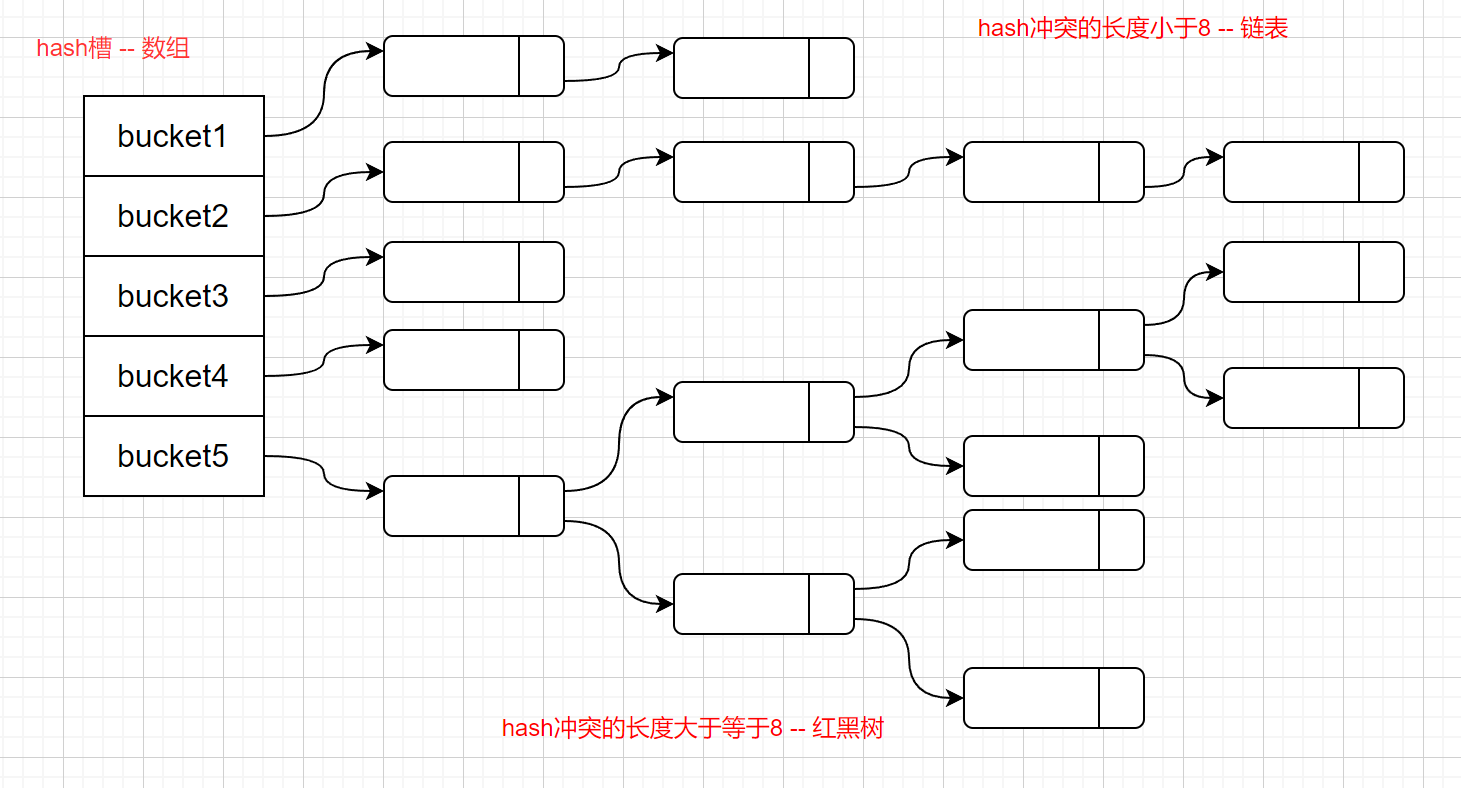 hash槽 -- 数组
hash冲突的长度小于8 -- 链表
bucket1
bucket2
bucket3
bucket4
bucket5
hash冲突的长度大于等于8 -- 红黑树